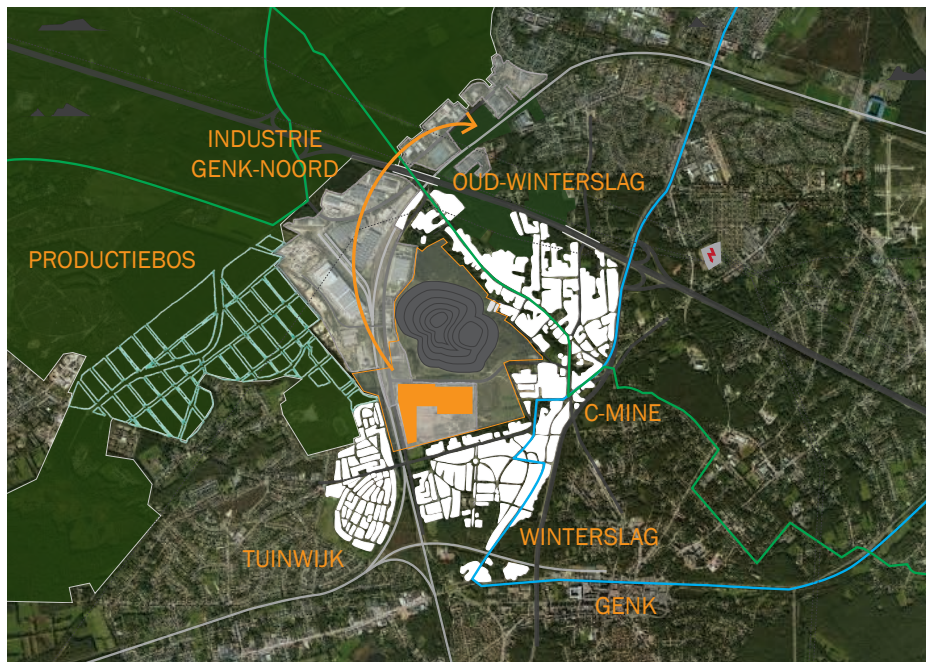 INDUSTRIE
GENK-NOORD
OUD-WINTERSLAG
PRODUCTIEBOS
C-MINE
WINTERSLAG
TUINWIJK
GENK